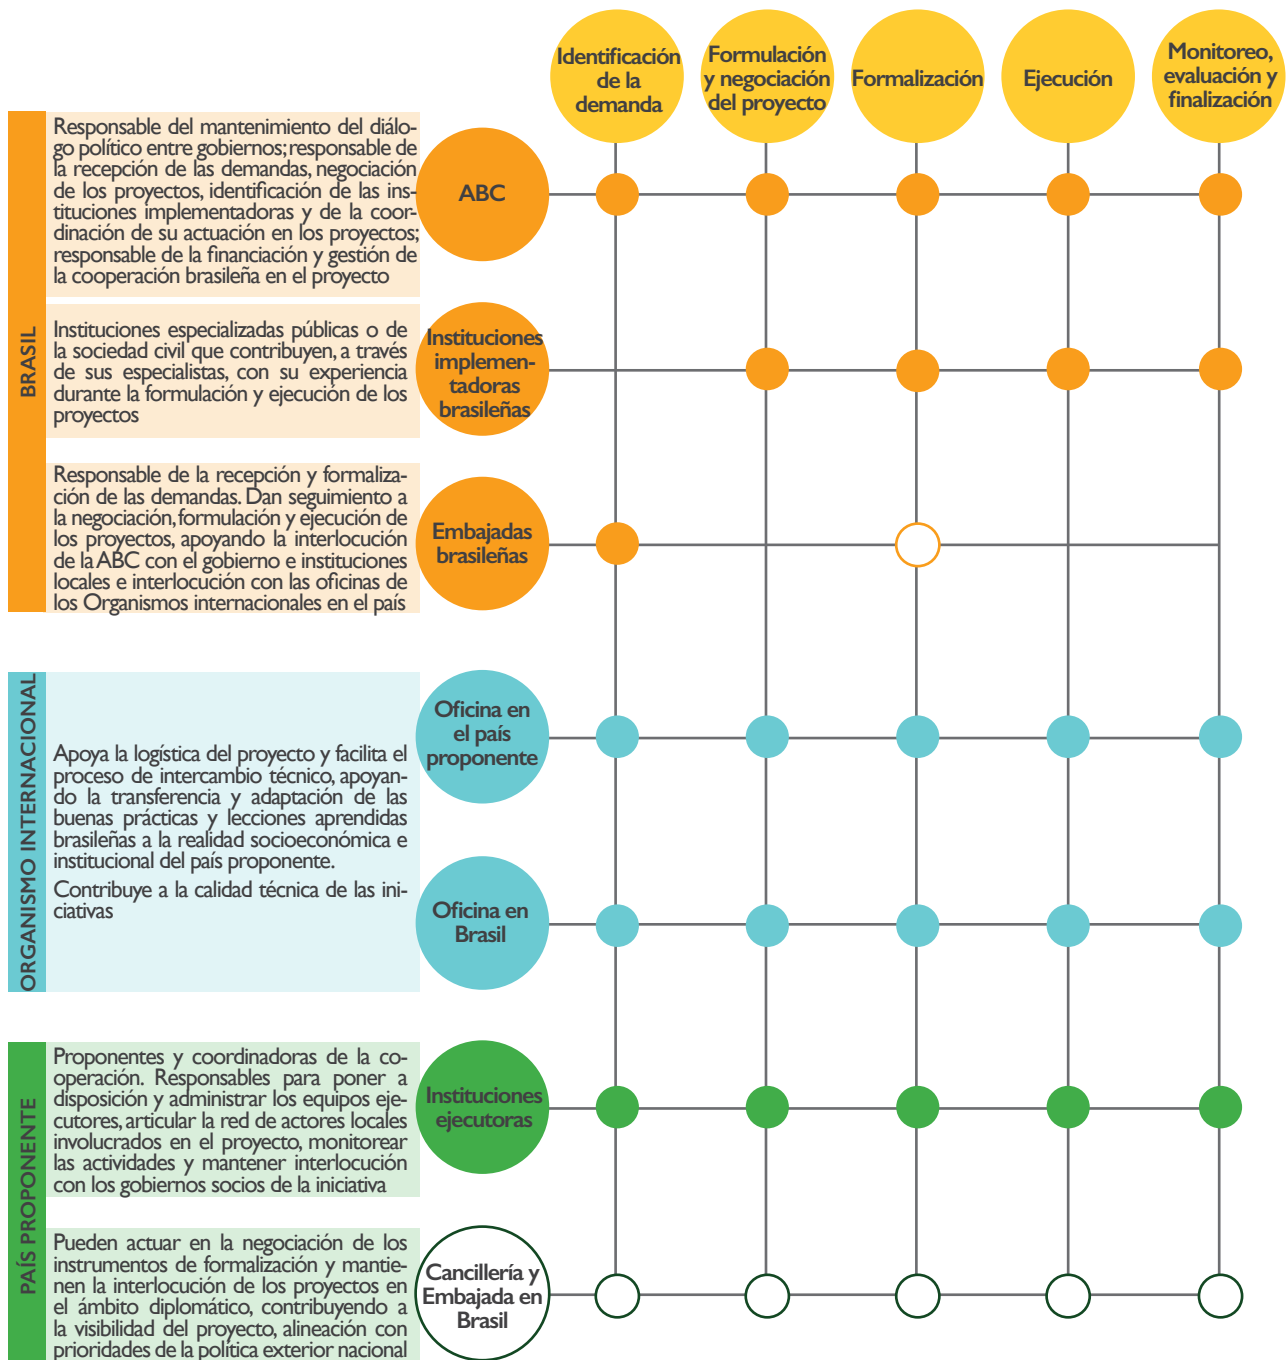 Identificación
de la
demanda
Formulación
y negociación
del proyecto
Formalización
Ejecución
Monitoreo,
evaluación y
finalización
BRASIL
Responsable del mantenimiento del diálo-
go político entre gobiernos; responsable de
la recepción de las demandas, negociación
de los proyectos, identificación de las ins-
tituciones implementadoras y de la coor-
dinación de su actuación en los proyectos;
responsable de la financiación y gestión de
la cooperación brasileña en el proyecto
ABC
Instituciones especializadas públicas o de
la sociedad civil que contribuyen, a través
de sus especialistas, con su experiencia
durante la formulación y ejecución de los
proyectos
Instituciones
implemen-
tadoras
brasileñas
Responsable de la recepción y formaliza-
ción de las demandas. Dan seguimiento a
la negociación, formulación y ejecución de
los proyectos, apoyando la interlocución
de la ABC con el gobierno e instituciones
locales e interlocución con las oficinas de
los Organismos internacionales en el país
Embajadas
brasileñas
ORGANISMO INTERNACIONAL
Apoya la logística del proyecto y facilita el
proceso de intercambio técnico, apoyan-
do la transferencia y adaptación de las
buenas prácticas y lecciones aprendidas
brasileñas a la realidad socioeconómica e
institucional del país proponente.
Contribuye a la calidad técnica de las ini-
ciativas
Oficina en
el país
proponente
Oficina en
Brasil
PAÍS PROPONENTE
Proponentes y coordinadoras de la co-
operación. Responsables para poner a
disposición y administrar los equipos eje-
cutores, articular la red de actores locales
involucrados en el proyecto, monitorear
las actividades y mantener interlocución
con los gobiernos socios de la iniciativa
Instituciones
ejecutoras
Pueden actuar en la negociación de los
instrumentos de formalización y mantie-
nen la interlocución de los proyectos en
el ámbito diplomático, contribuyendo a
la visibilidad del proyecto, alineación con
prioridades de la política exterior nacional
Cancillería y
Embajada en
Brasil